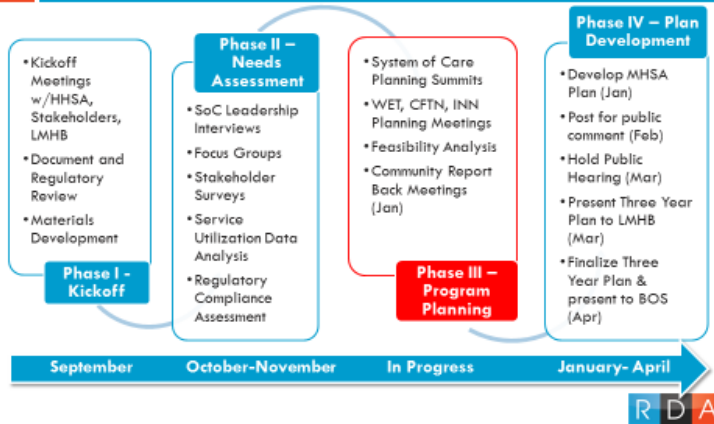 •Kickoff
Meetings
w/HHSA,
Stakeholders,
LMHB
•Document and
Regulatory
Review
•Materials
Development
Phase I -
Kickoff
Phase II –
Needs
Assessment
•SoC Leadership
Interviews
•Focus Groups
•Stakeholder
Surveys
•Service
Utilization Data
Analysis
•Regulatory
Compliance
Assessment
•System of Care
Planning Summits
•WET, CFTN, INN
Planning Meetings
•Feasibility Analysis
•Community Report
Back Meetings
(Jan)
Phase III –
Program
Planning
Phase IV – Plan
Development
•Develop MHSA
Plan (Jan)
•Post for public
comment (Feb)
•Hold Public
Hearing (Mar)
•Present Three Year
Plan to LMHB
(Mar)
•Finalize Three
Year Plan &
present to BOS
(Apr)
September
October-November
In Progress
January- April
R D A